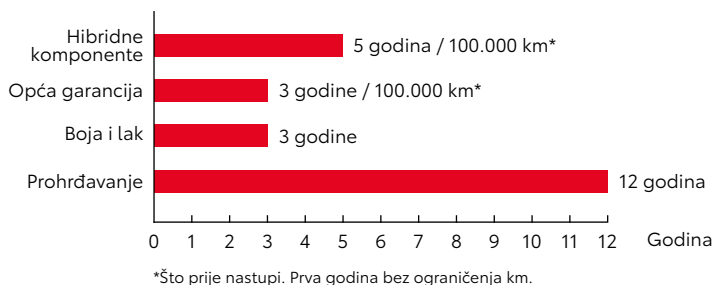 Hibridne
komponente
5 godina / 100.000 km*
Opća garancija
3 godine / 100.000 km*
Boja i lak
3 godine
Prohrđavanje
12 godina
0 1 2 3 4 5 6 7 8 9 10 11 12 Godina
*Što prije nastupi. Prva godina bez ograničenja km.